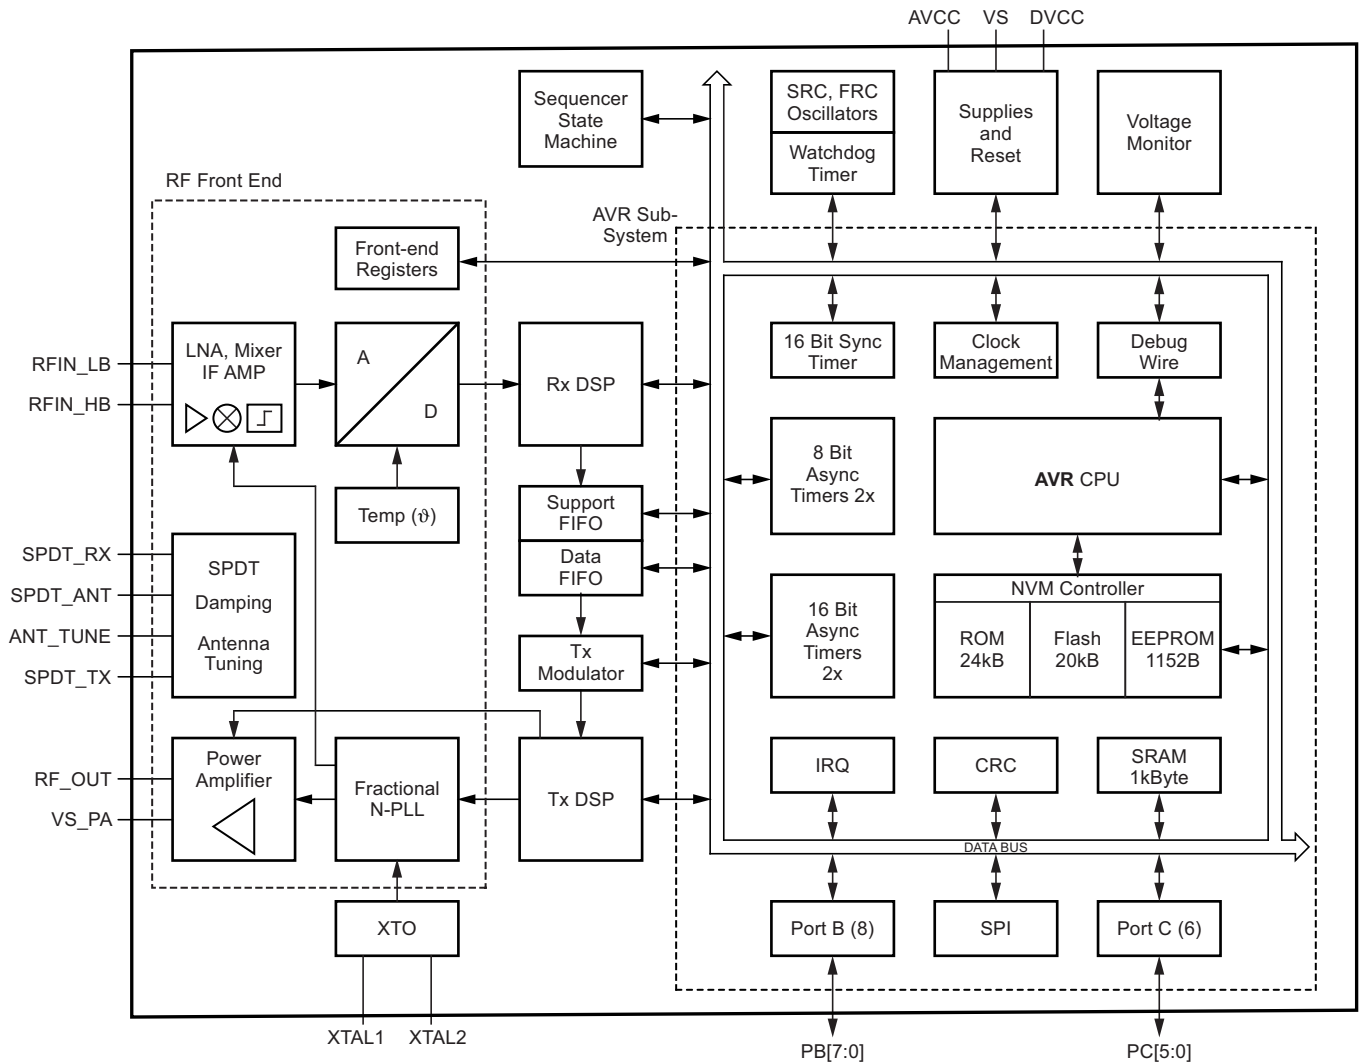 AVCC VS DVCC
Sequencer
State
Machine
SRC, FRC
Oscillators
Watchdog
Timer
Supplies
and
Reset
Voltage
Monitor
RF Front End
AVR Sub-
System
Front-end
Registers
RFIN_LB
RFIN_HB
LNA, Mixer
IF AMP
A
D
Rx DSP
16 Bit Sync
Timer
Clock
Management
Debug
Wire
Temp (ϑ)
Support
FIFO
Data
FIFO
8 Bit
Async
Timers 2x
AVR CPU
SPDT_RX
SPDT_ANT
ANT_TUNE
SPDT_TX
SPDT
Damping
Antenna
Tuning
Tx
Modulator
16 Bit
Async
Timers
2x
NVM Controller
ROM
24kB
Flash
20kB
EEPROM
1152B
RF_OUT
VS_PA
Power
Amplifier
Fractional
N-PLL
Tx DSP
IRQ
CRC
SRAM
1kByte
DATA BUS
XTO
Port B (8)
SPI
Port C (6)
XTAL1 XTAL2
PB[7:0]
PC[5:0]